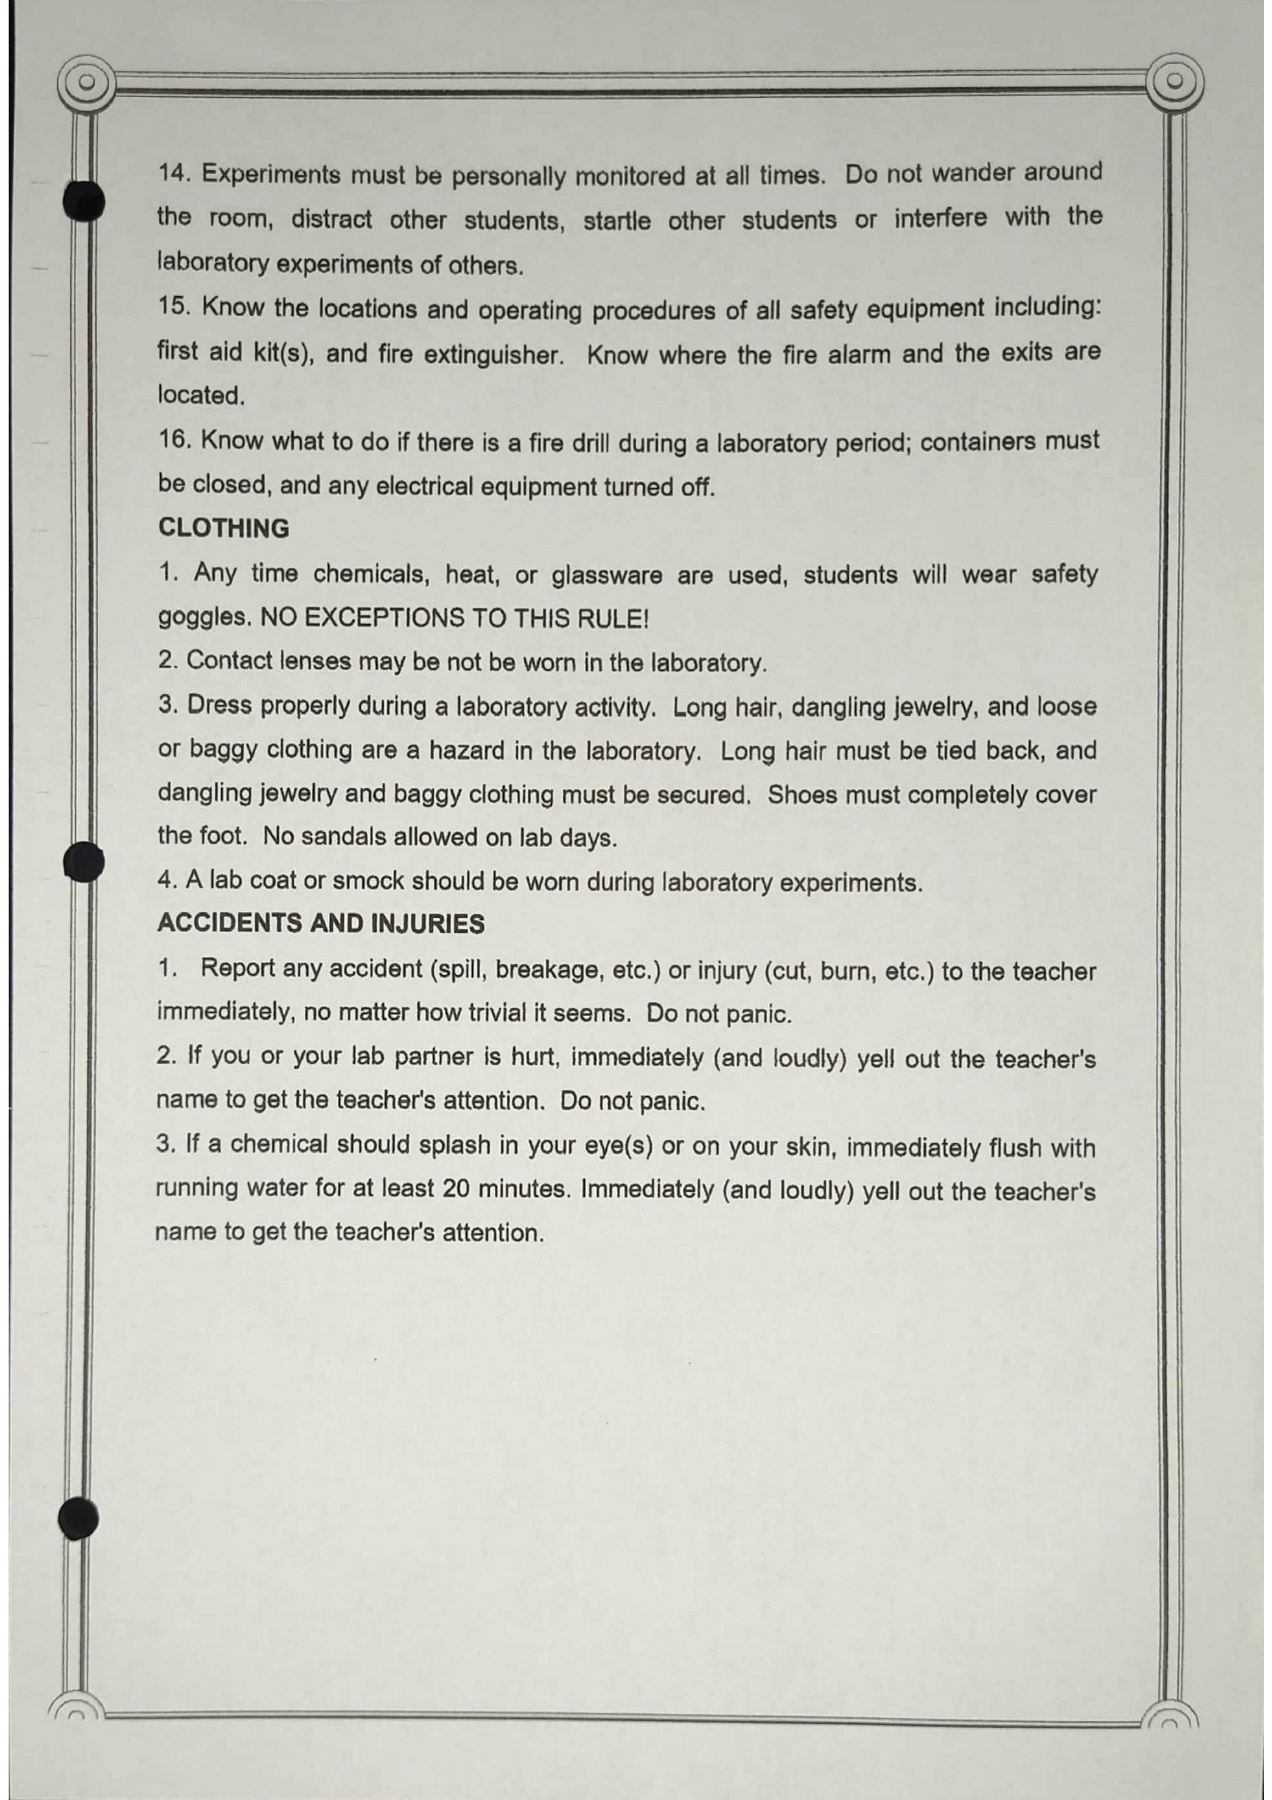 14. Experiments must be personally monitored at all times.  Do not wander around
the room, distract other students, startle other students or interfere with the
laboratory experiments of others.
15. Know the locations and operating procedures of all safety equipment including:
first aid kit(s), and fire extinguisher.  Know where the fire alarm and the exits are
located.
16. Know what to do if there is a fire drill during a laboratory period; containers must
be closed, and any electrical equipment turned off.
CLOTHING
1. Any time chemicals, heat, or glassware are used, students will wear safety
goggles. NO EXCEPTIONS TO THIS RULE!
2. Contact lenses may be not be worn in the laboratory.
3. Dress properly during a laboratory activity.  Long hair, dangling jewelry, and loose
or baggy clothing are a hazard in the laboratory.  Long hair must be tied back, and
dangling jewelry and baggy clothing must be secured.  Shoes must completely cover
the foot.  No sandals allowed on lab days.
4. A lab coat or smock should be worn during laboratory experiments.
ACCIDENTS AND INJURIES
1.  Report any accident (spill, breakage, etc.) or injury (cut, burn, etc.) to the teacher
immediately, no matter how trivial it seems.  Do not panic.
2. If you or your lab partner is hurt, immediately (and loudly) yell out the teacher's
name to get the teacher's attention.  Do not panic.
3. If a chemical should splash in your eye(s) or on your skin, immediately flush with
running water for at least 20 minutes. Immediately (and loudly) yell out the teacher's
name to get the teacher's attention.